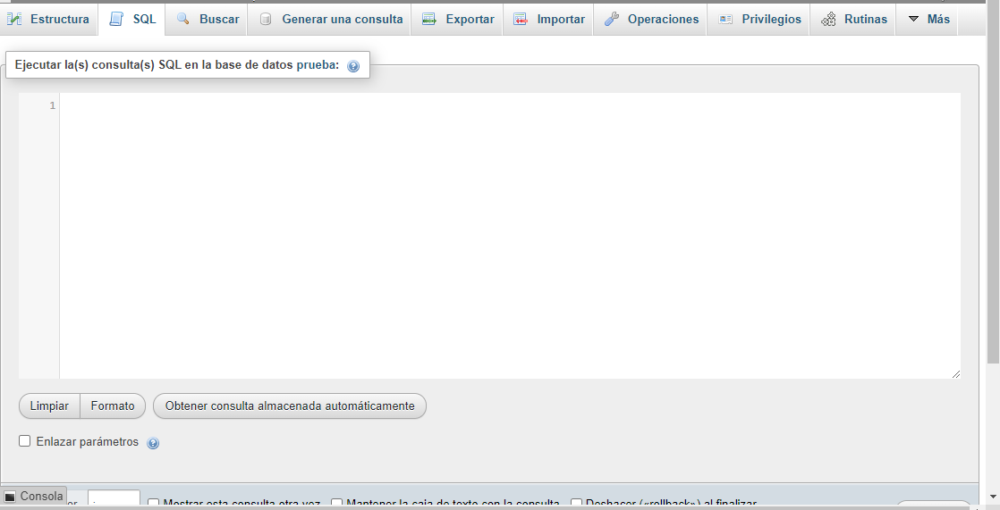 Estructura SQL Buscar Generar una consulta Exportar Importar Operaciones Privilegios Rutinas Más
Ejecutar la(s) consulta(s) SQL en la base de datos prueba:
1
Limpiar Formato Obtener consulta almacenada automáticamente
Enlazar parámetros
Consola
Mostrar esta consulta otra vez Mantener la caja de texto con la consulta Deshacer («rollback») al finalizar